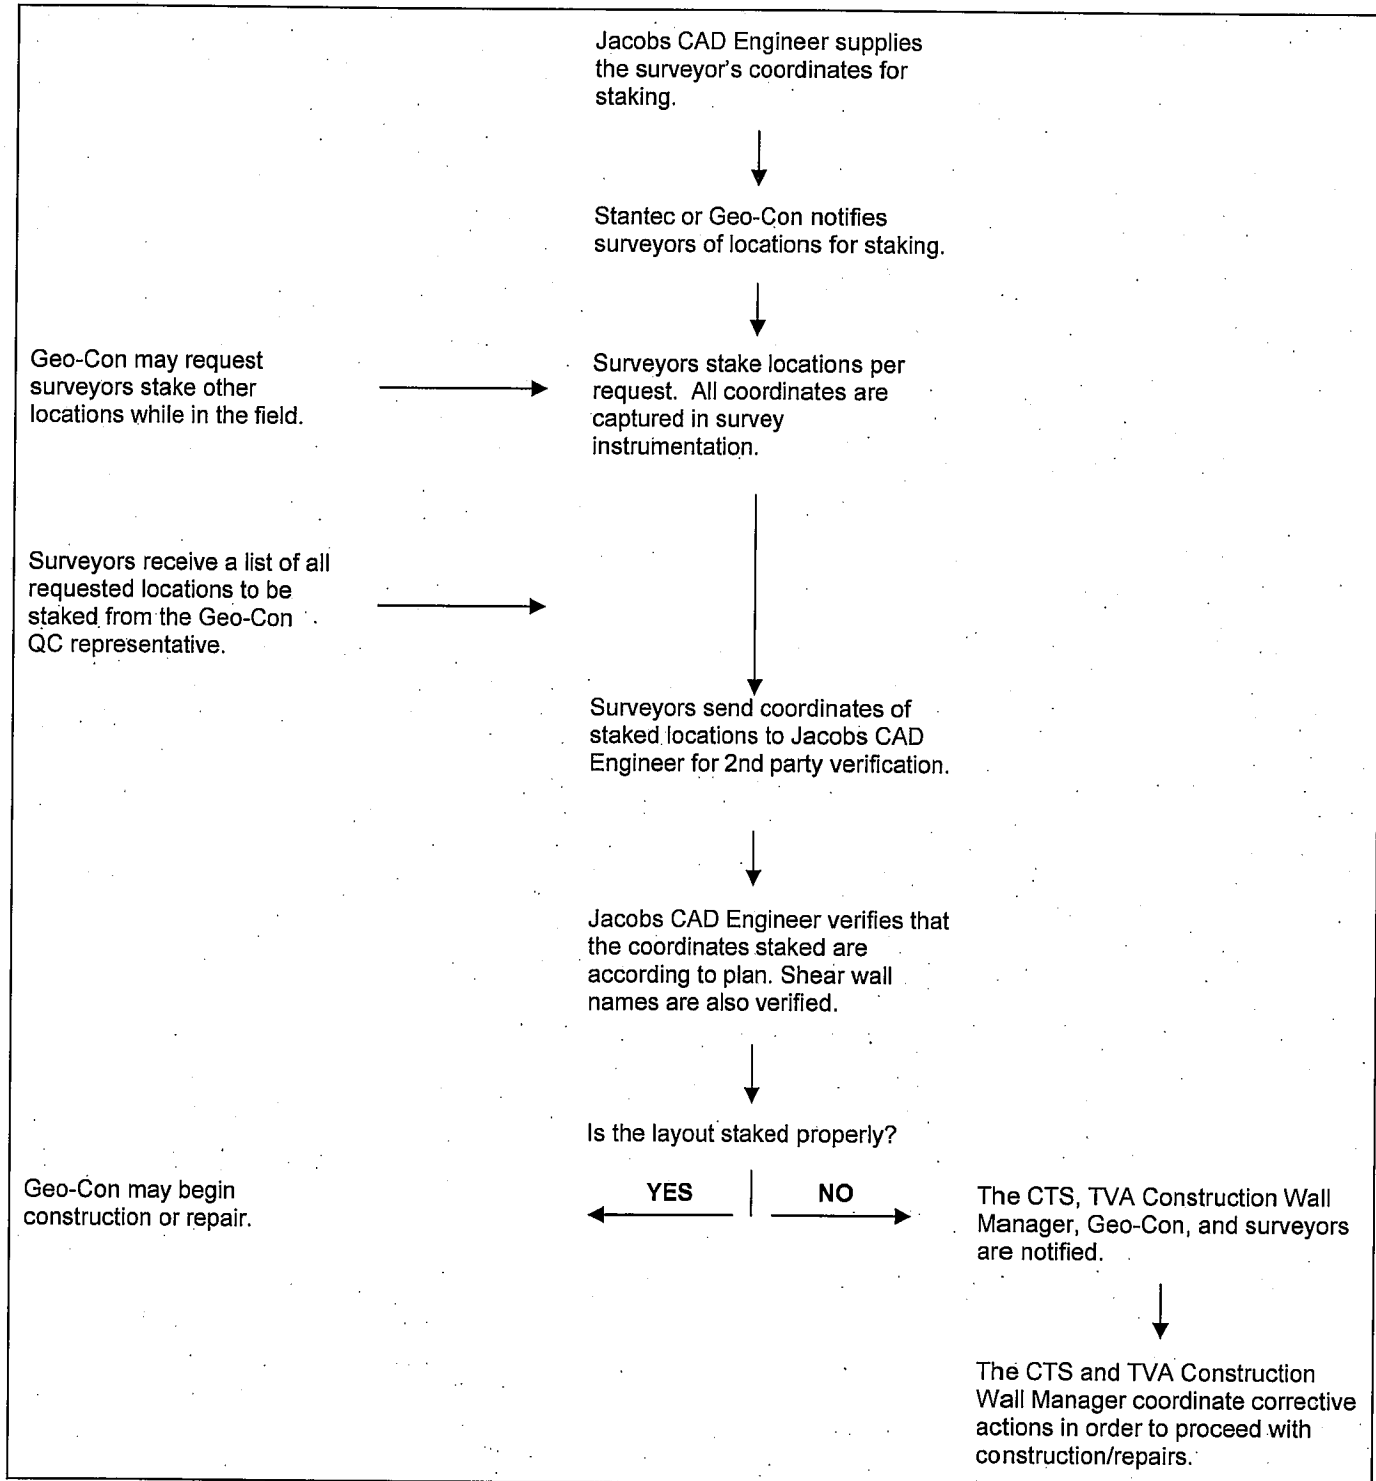 Jacobs CAD Engineer supplies
the surveyor's coordinates for
staking.
Stantec or Geo-Con notifies
surveyors of locations for staking.
Geo-Con may request
surveyors stake other
locations while in the field.
Surveyors stake locations per
request. All coordinates are
captured in survey
instrumentation.
Surveyors receive a list of all
requested locations to be
staked from the Geo-Con
QC representative.
Surveyors send coordinates of
staked locations to Jacobs CAD
Engineer for 2nd party verification.
Jacobs CAD Engineer verifies that
the coordinates staked are
according to plan. Shear wall
names are also verified.
Is the layout staked properly?
YES
NO
Geo-Con may begin
construction or repair.
The CTS, TVA Construction Wall
Manager, Geo-Con, and surveyors
are notified.
The CTS and TVA Construction
Wall Manager coordinate corrective
actions in order to proceed with
construction/repairs.